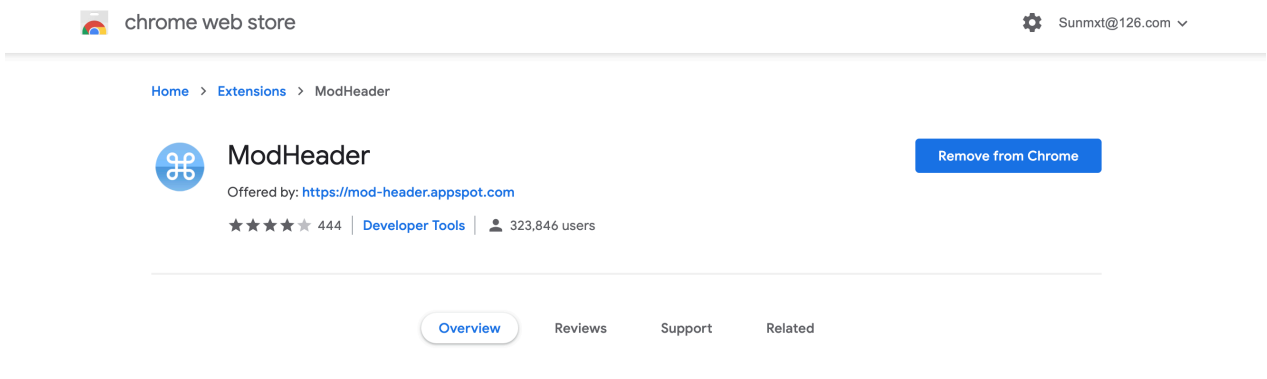 chrome web store
Sunmxt@126.com
Home > Extensions > ModHeader
ModHeader
Remove from Chrome
Offered by: https://mod-header.appspot.com
444 Developer Tools 323,846 users
Overview Reviews Support Related